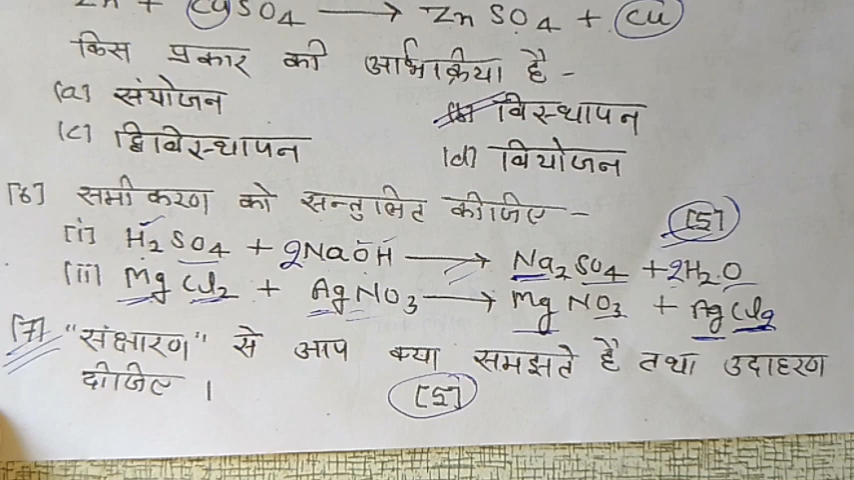 Zn + CuSO4 → ZnSO4 + Cu
किस प्रकार की अभिक्रिया है -
(a) संयोजन (b) विस्थापन
(c) द्विविस्थापन (d) वियोजन
[6] समीकरण को सन्तुलित कीजिए - [5]
[i] H2SO4 + 2NaOH → Na2SO4 + 2H2O
[ii] MgCl2 + AgNO3 → MgNO3 + AgCl2
[7] "संक्षारण" से आप क्या समझते है तथा उदाहरण
दीजिए । [5]